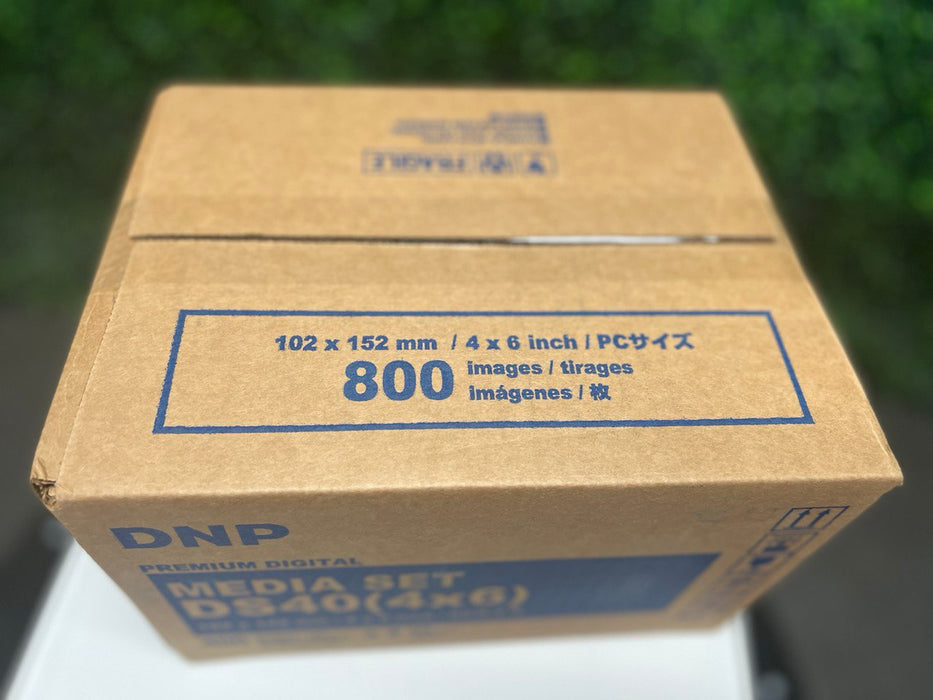 FRAGILE
102 x 152 mm / 4 x 6 inch / PCサイズ
800 images / tirages
imágenes / 枚
DNP
PREMIUM DIGITAL
MEDIA SET
DS40(4x6)